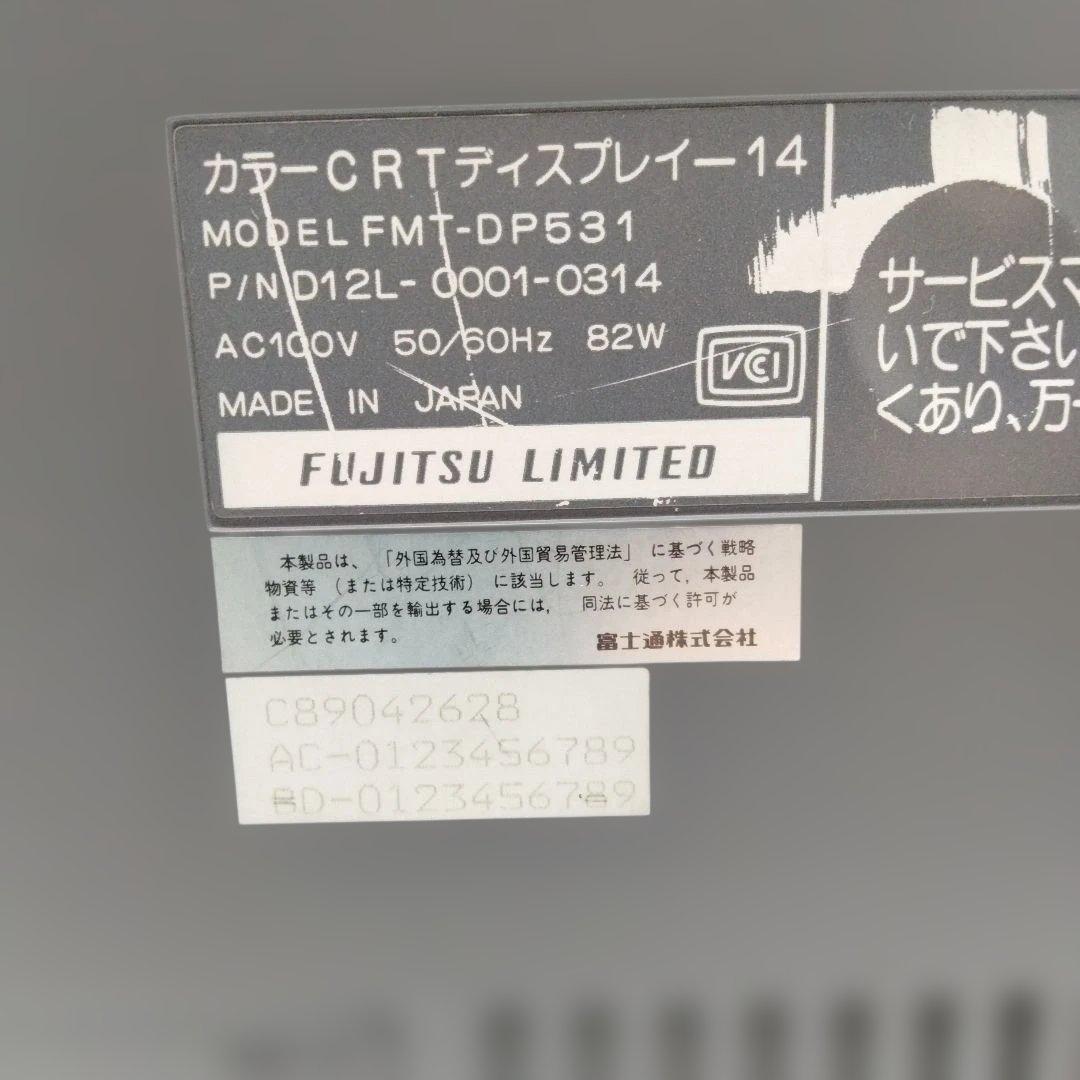 カラーCRTディスプレイー14
MODEL FMT-DP531
P/N D12L-0001-0314
AC100V 50/60Hz 82W
MADE IN JAPAN
VCCI
FUJITSU LIMITED
サービスマ
いで下さい
くあり、万一
本製品は、「外国為替及び外国貿易管理法」に基づく戦略
物資等（または特定技術）に該当します。 従って，本製品
またはその一部を輸出する場合には， 同法に基づく許可が
必要とされます。
富士通株式会社
C89042628
AC-0123456789
BD-0123456789